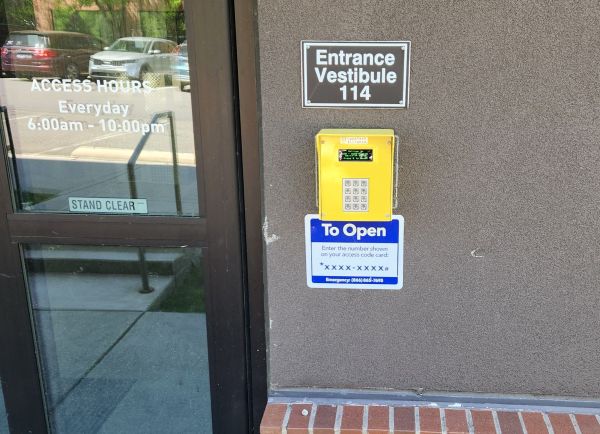 ACCESS HOURS
Everyday
6:00am - 10:00pm
STAND CLEAR
Entrance
Vestibule
114
To Open
Enter the number shown
on your access code card:
*XXXX-XXXX#